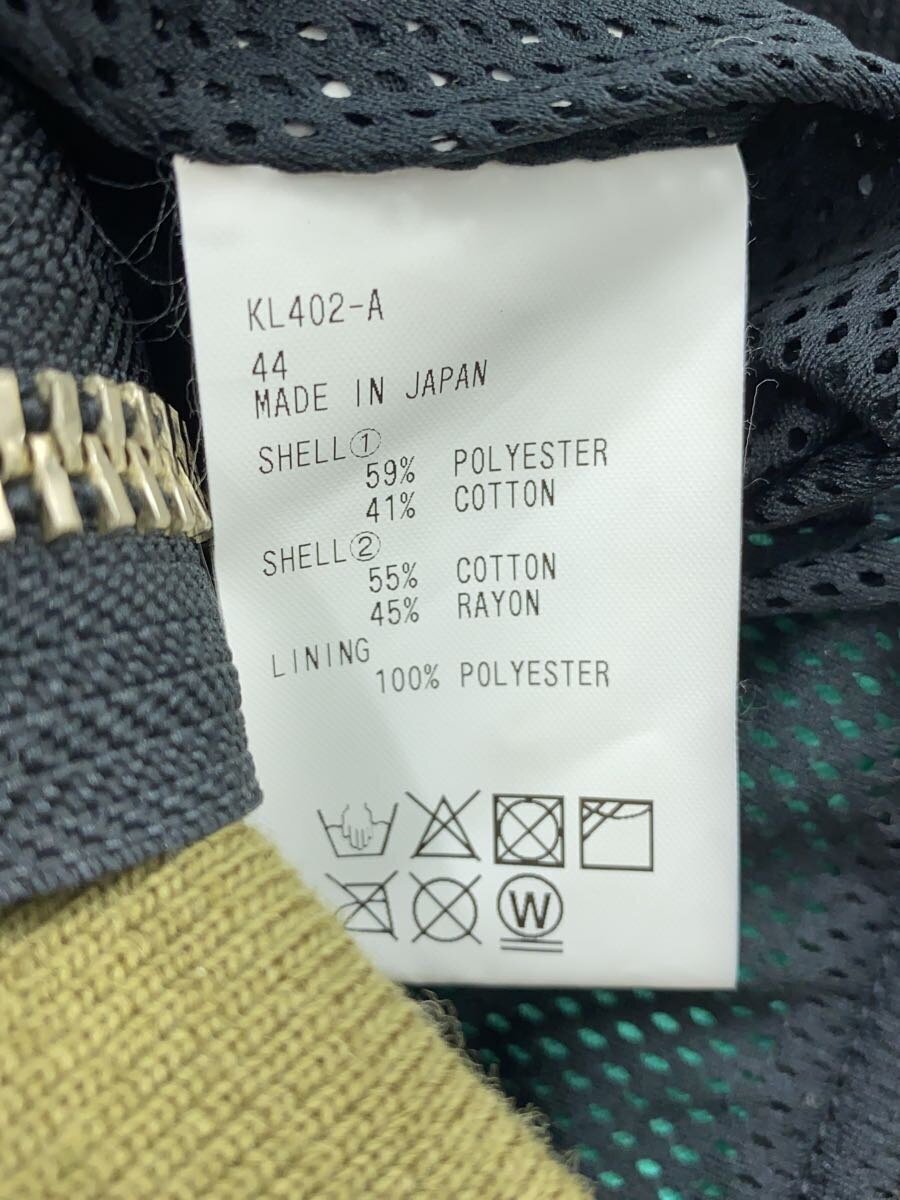 KL402-A
44
MADE IN JAPAN
SHELL①
59% POLYESTER
41% COTTON
SHELL②
55% COTTON
45% RAYON
LINING
100% POLYESTER
W